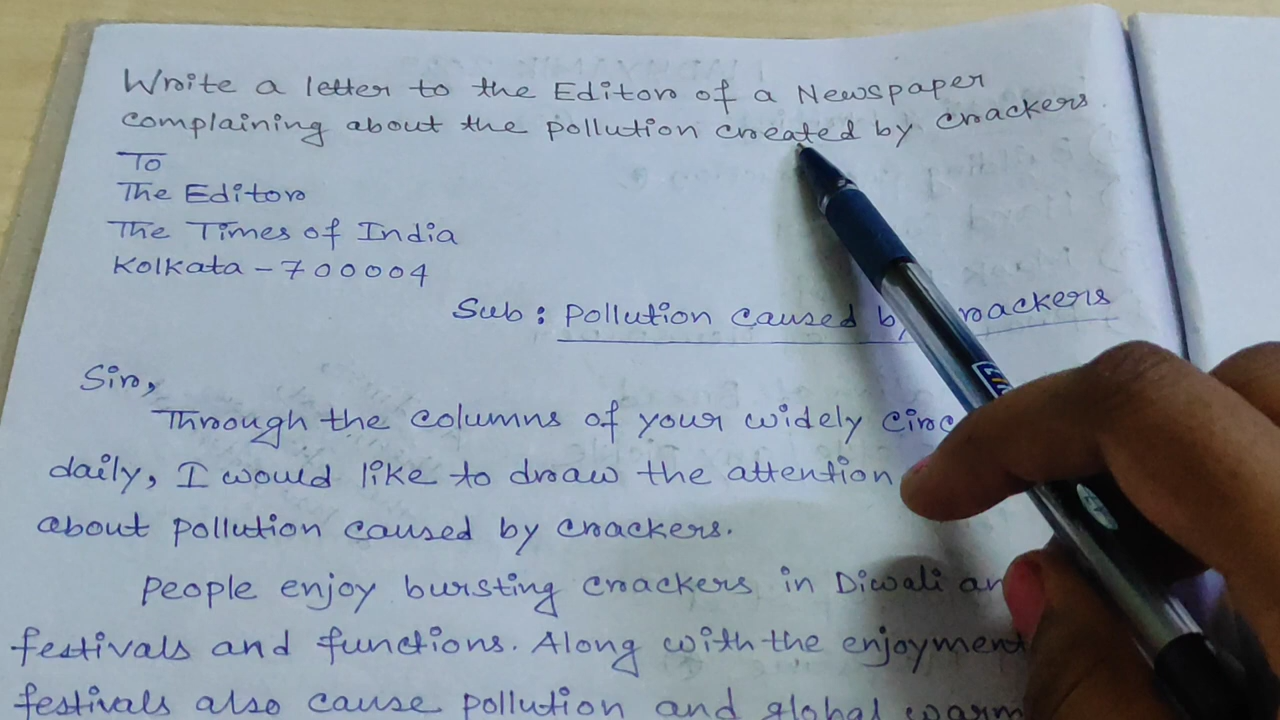 Write a letter to the Editor of a Newspaper
complaining about the pollution created by crackers.
To
The Editor
The Times of India
Kolkata - 700004
Sub : Pollution caused by crackers
Sir,
Through the columns of your widely
daily, I would like to draw the attention
about pollution caused by crackers.
People enjoy bursting crackers in Diwali
festivals and functions. Along with the enjoyment
festivals also cause pollution and global